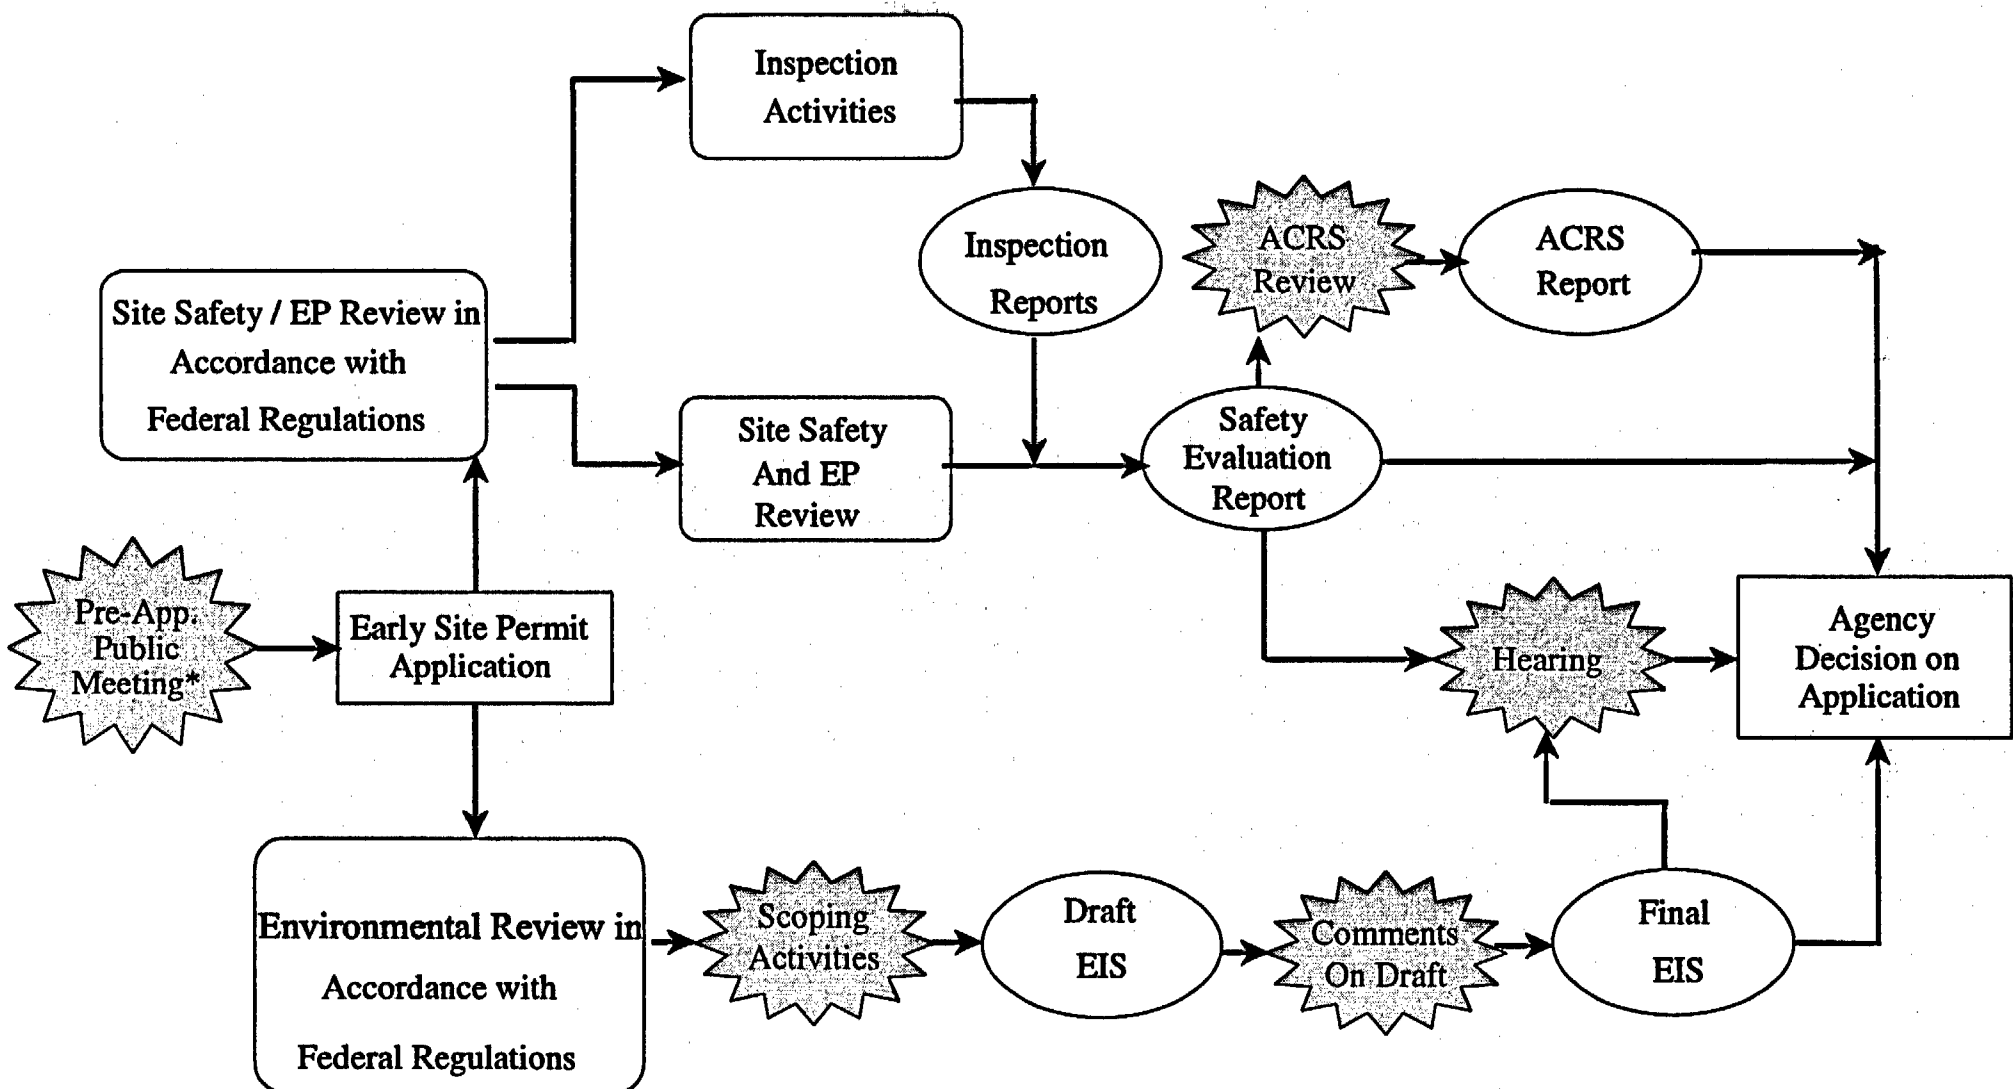 Inspection
Activities
Inspection
Reports
ACRS
Review
ACRS
Report
Site Safety / EP Review in
Accordance with
Federal Regulations
Site Safety
And EP
Review
Safety
Evaluation
Report
Pre-App.
Public
Meeting*
Early Site Permit
Application
Hearing
Agency
Decision on
Application
Environmental Review in
Accordance with
Federal Regulations
Scoping
Activities
Draft
EIS
Comments
On Draft
Final
EIS